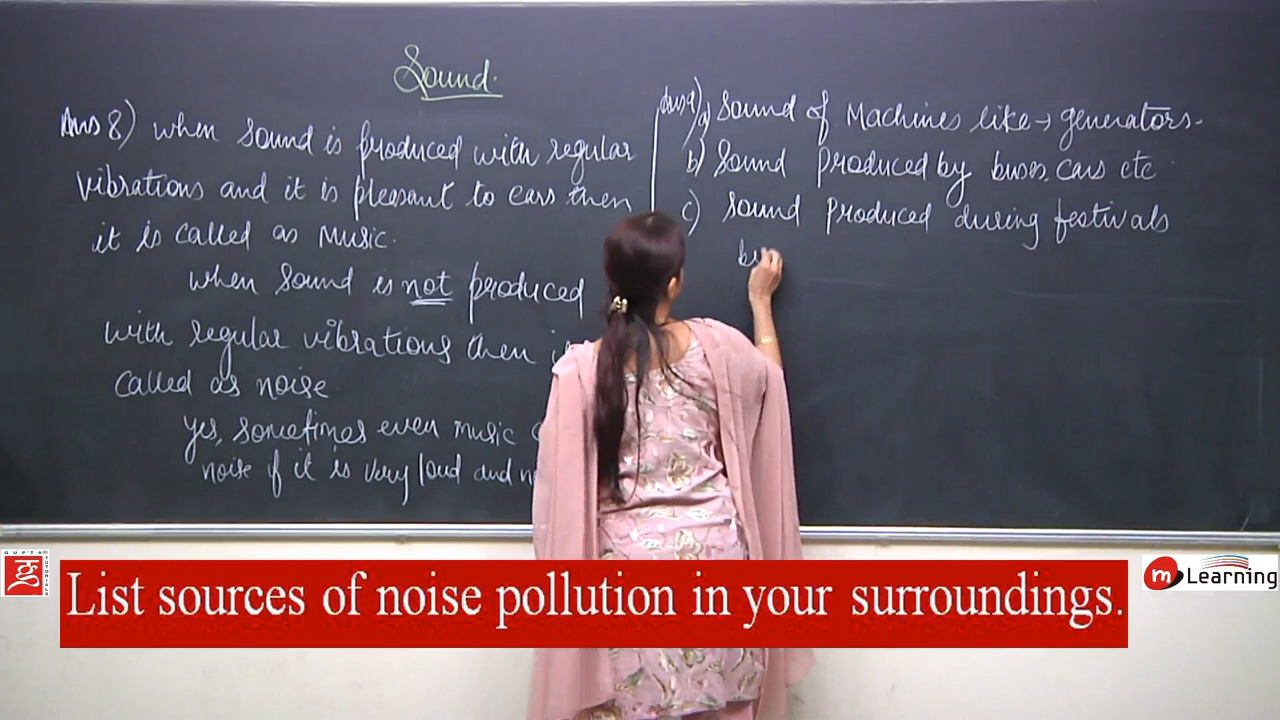 Sound.
Ans 8) when sound is produced with regular
vibrations and it is pleasant to ears then
it is called as Music.
when sound is not produced
with regular vibrations then i
called as noise.
yes, sometimes even music
noise if it is very loud and n
Ans 9) a) Sound of Machines like → generators.
b) Sound produced by buses, cars etc
c) Sound produced during festivals
List sources of noise pollution in your surroundings.
GUPTA TUTORIALS
m Learning